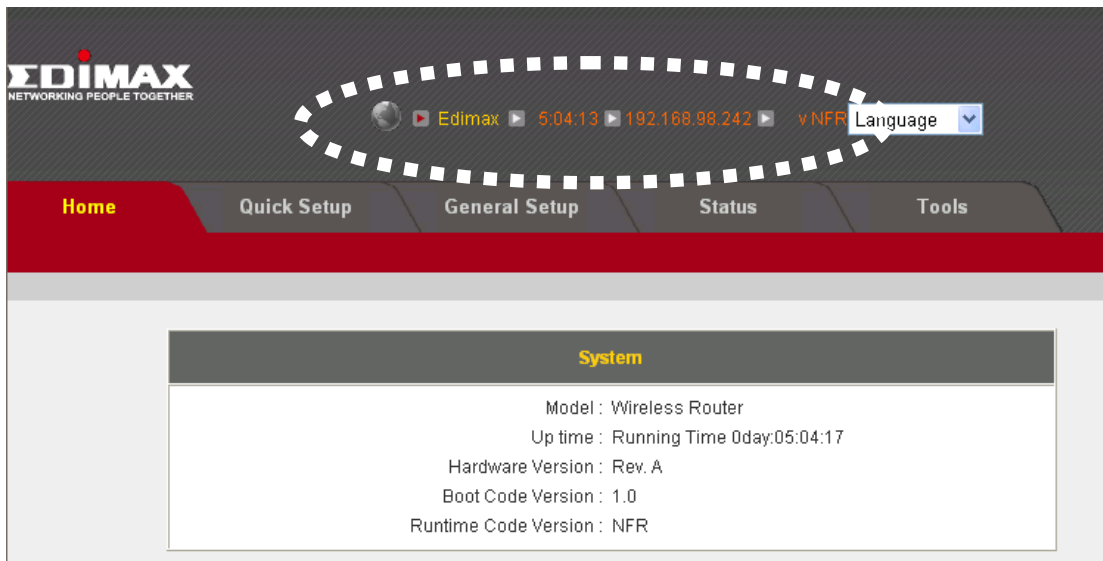 EDIMAX
NETWORKING PEOPLE TOGETHER
Edimax 5:04:13 192.168.98.242 v NFR Language
Home Quick Setup General Setup Status Tools
System
Model : Wireless Router
Up time : Running Time 0day:05:04:17
Hardware Version : Rev. A
Boot Code Version : 1.0
Runtime Code Version : NFR